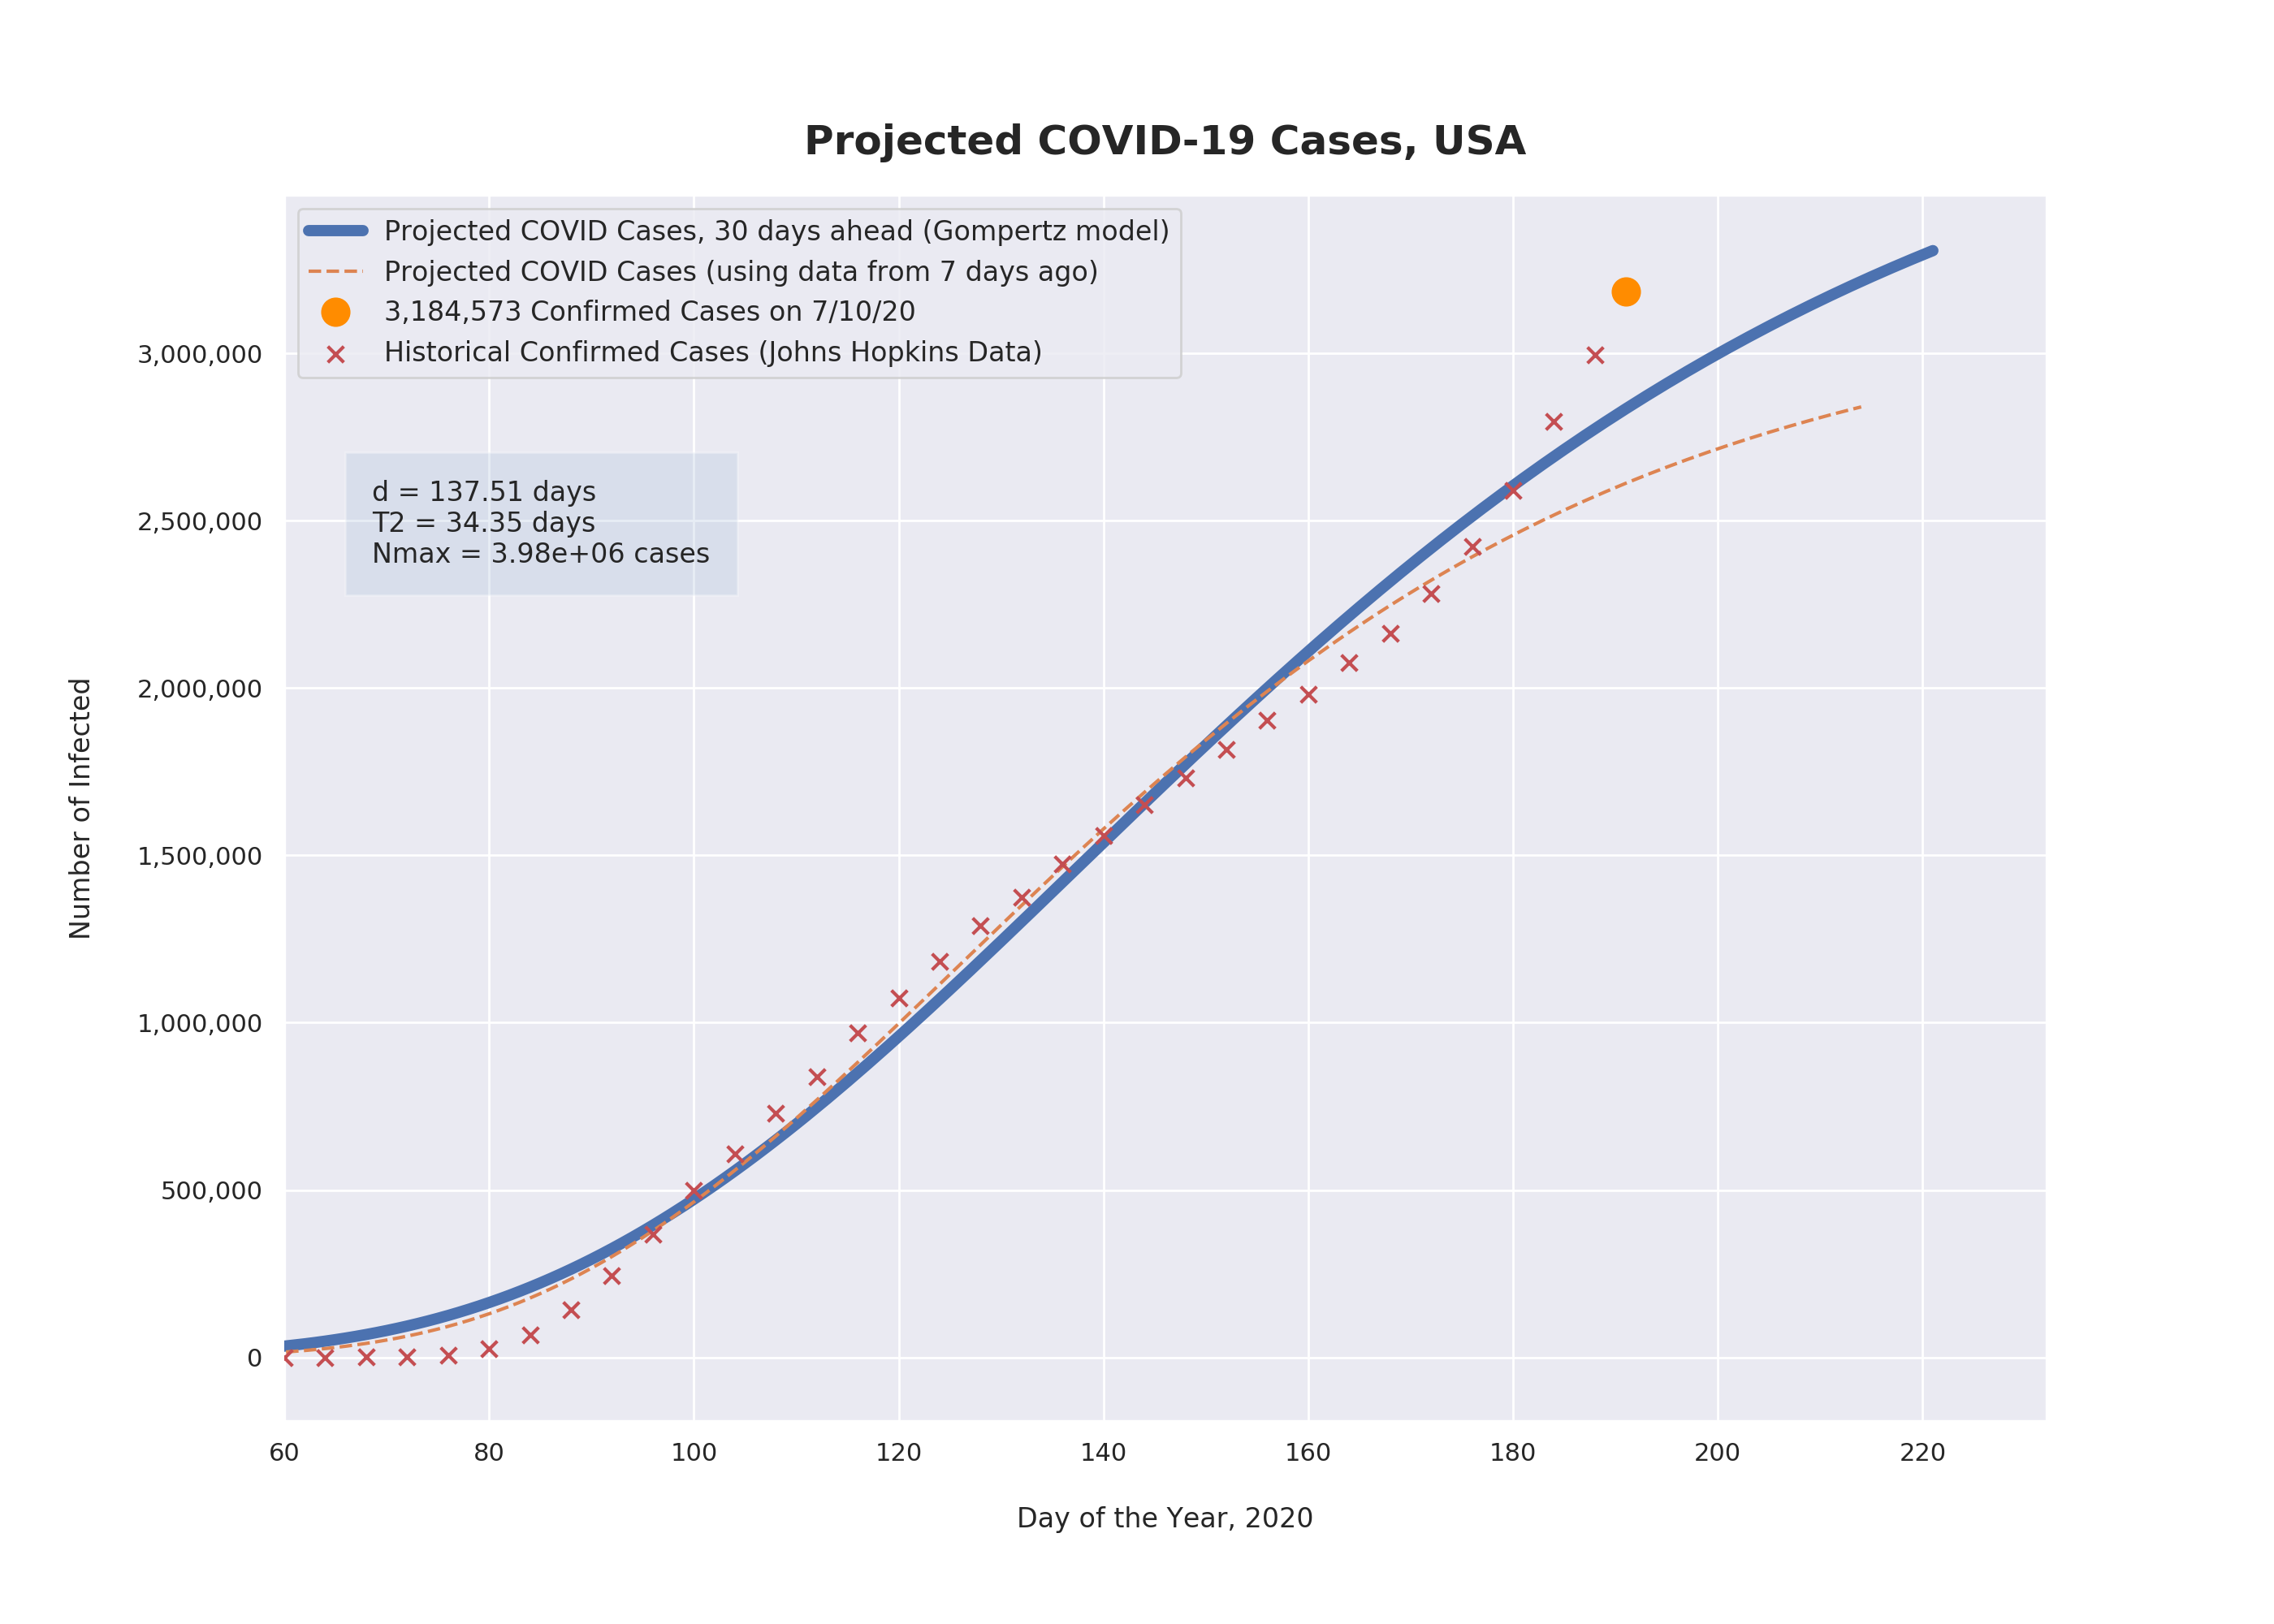 Projected COVID-19 Cases, USA
Projected COVID Cases, 30 days ahead (Gompertz model)
Projected COVID Cases (using data from 7 days ago)
3,184,573 Confirmed Cases on 7/10/20
Historical Confirmed Cases (Johns Hopkins Data)
d = 137.51 days
T2 = 34.35 days
Nmax = 3.98e+06 cases
Number of Infected
3,000,000
2,500,000
2,000,000
1,500,000
1,000,000
500,000
0
60 80 100 120 140 160 180 200 220
Day of the Year, 2020